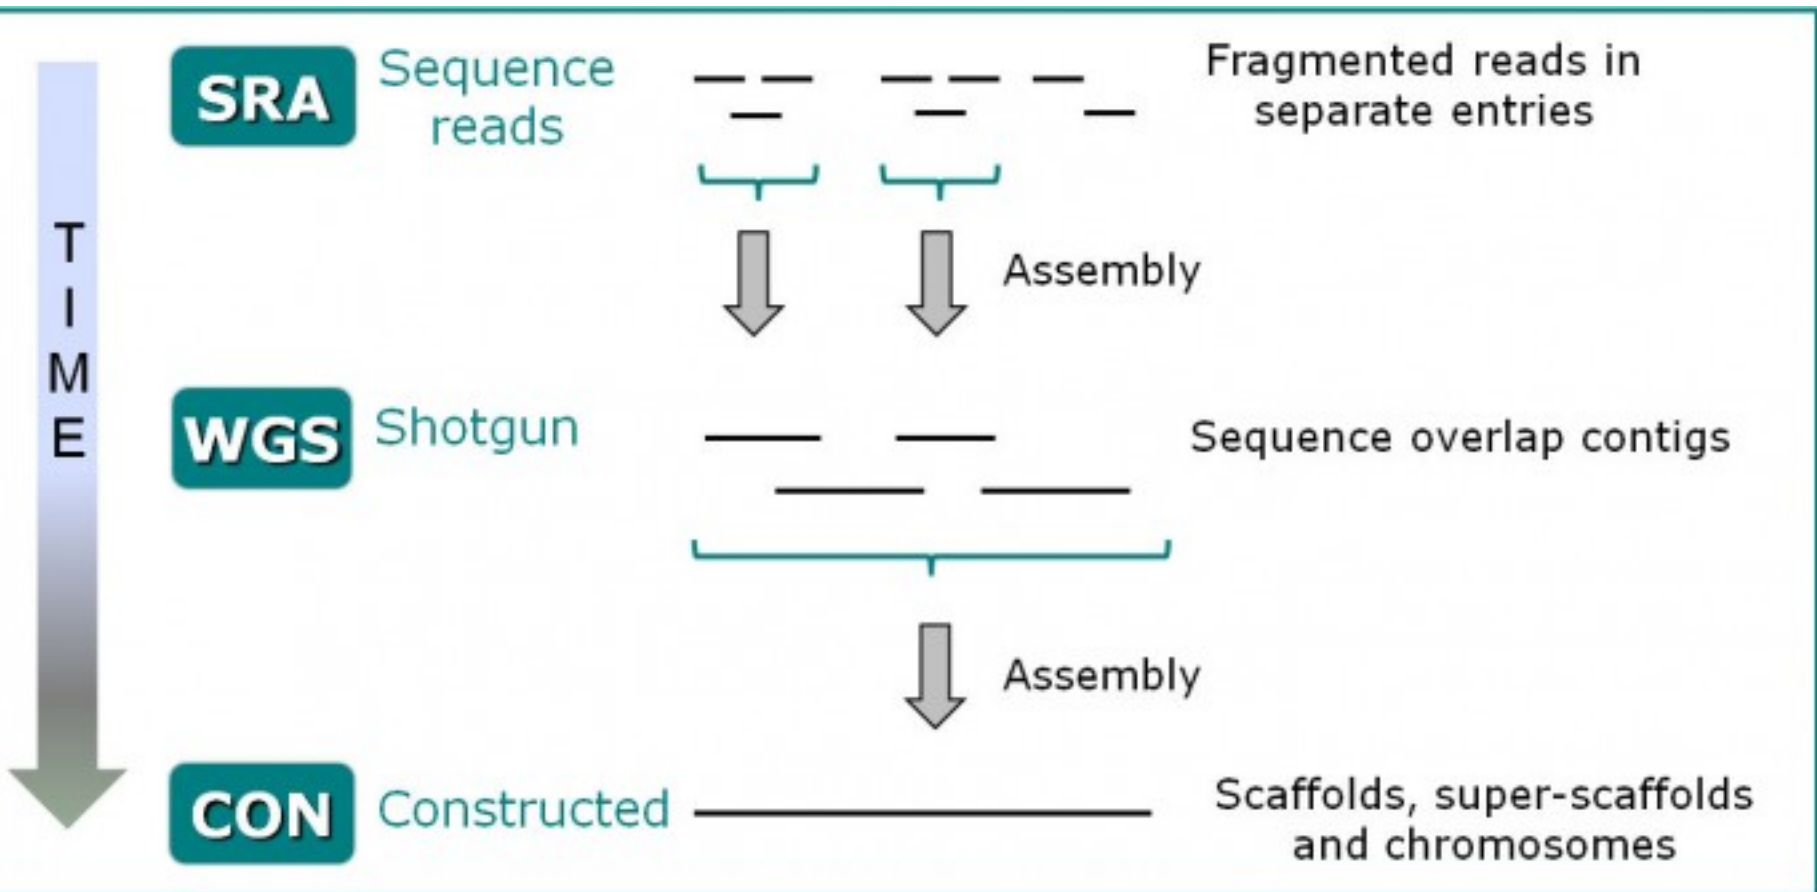 SRA
Sequence
reads
Fragmented reads in
separate entries
TIME
Assembly
WGS
Shotgun
Sequence overlap contigs
Assembly
CON
Constructed
Scaffolds, super-scaffolds
and chromosomes